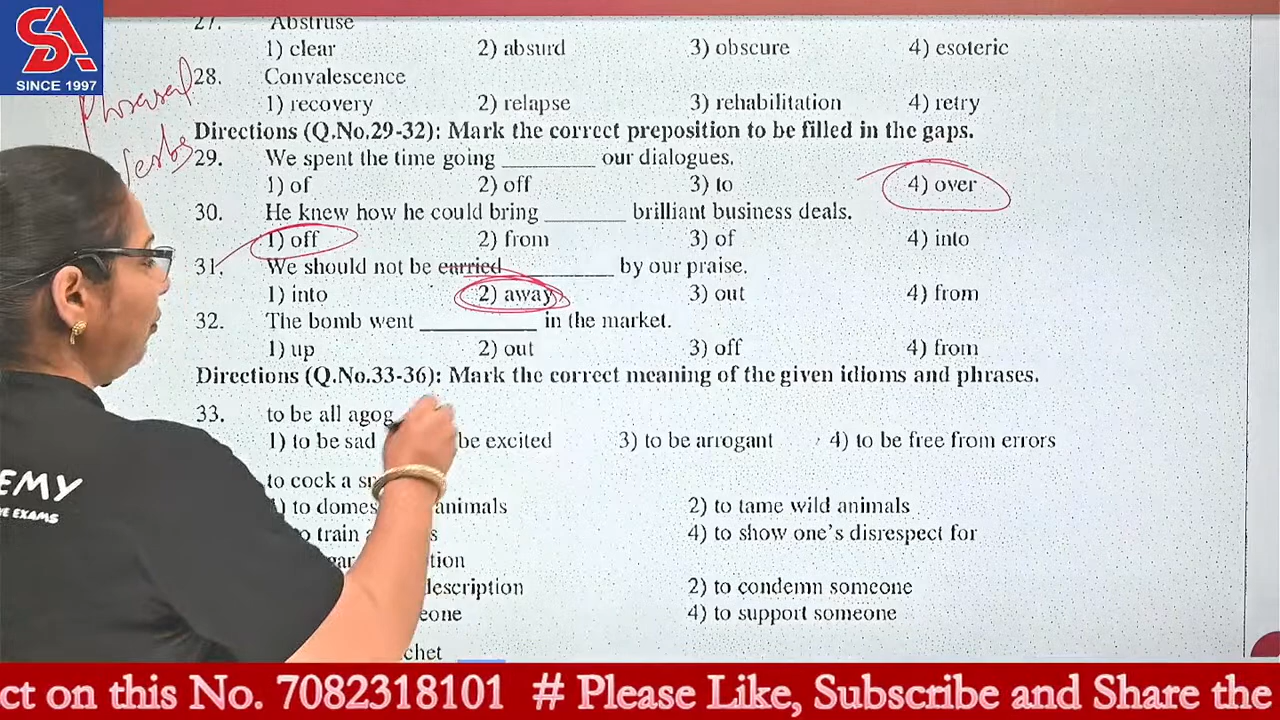 SA
SINCE 1997
27. Abstruse
1) clear 2) absurd 3) obscure 4) esoteric
28. Convalescence
1) recovery 2) relapse 3) rehabilitation 4) retry
Phrasal
Verbs
Directions (Q.No.29-32): Mark the correct preposition to be filled in the gaps.
29. We spent the time going ________ our dialogues.
1) of 2) off 3) to 4) over
30. He knew how he could bring _______ brilliant business deals.
1) off 2) from 3) of 4) into
31. We should not be carried _________ by our praise.
1) into 2) away 3) out 4) from
32. The bomb went __________ in the market.
1) up 2) out 3) off 4) from
Directions (Q.No.33-36): Mark the correct meaning of the given idioms and phrases.
33. to be all agog
1) to be sad be excited 3) to be arrogant 4) to be free from errors
to cock a
animals 2) to tame wild animals
train 4) to show one's disrespect for
description 2) to condemn someone
4) to support someone
EMY
VE EXAMS
ct on this No. 7082318101 # Please Like, Subscribe and Share the